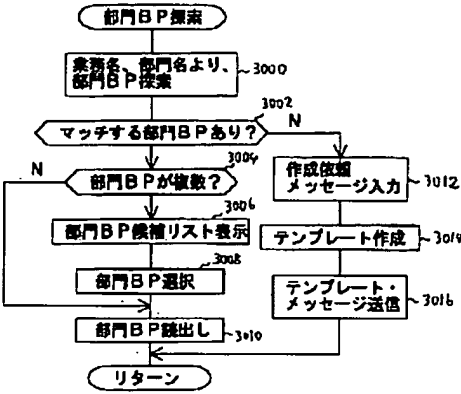 部門BP探索
業務名、部門名より、
部門BP探索
3000
3002
マッチする部門BPあり?
N
3004
N
部門BPが複数?
作成依頼
メッセージ入力
3012
3006
部門BP候補リスト表示
テンプレート作成
3014
3008
部門BP選択
テンプレート・
メッセージ送信
3016
部門BP読出し
3010
リターン